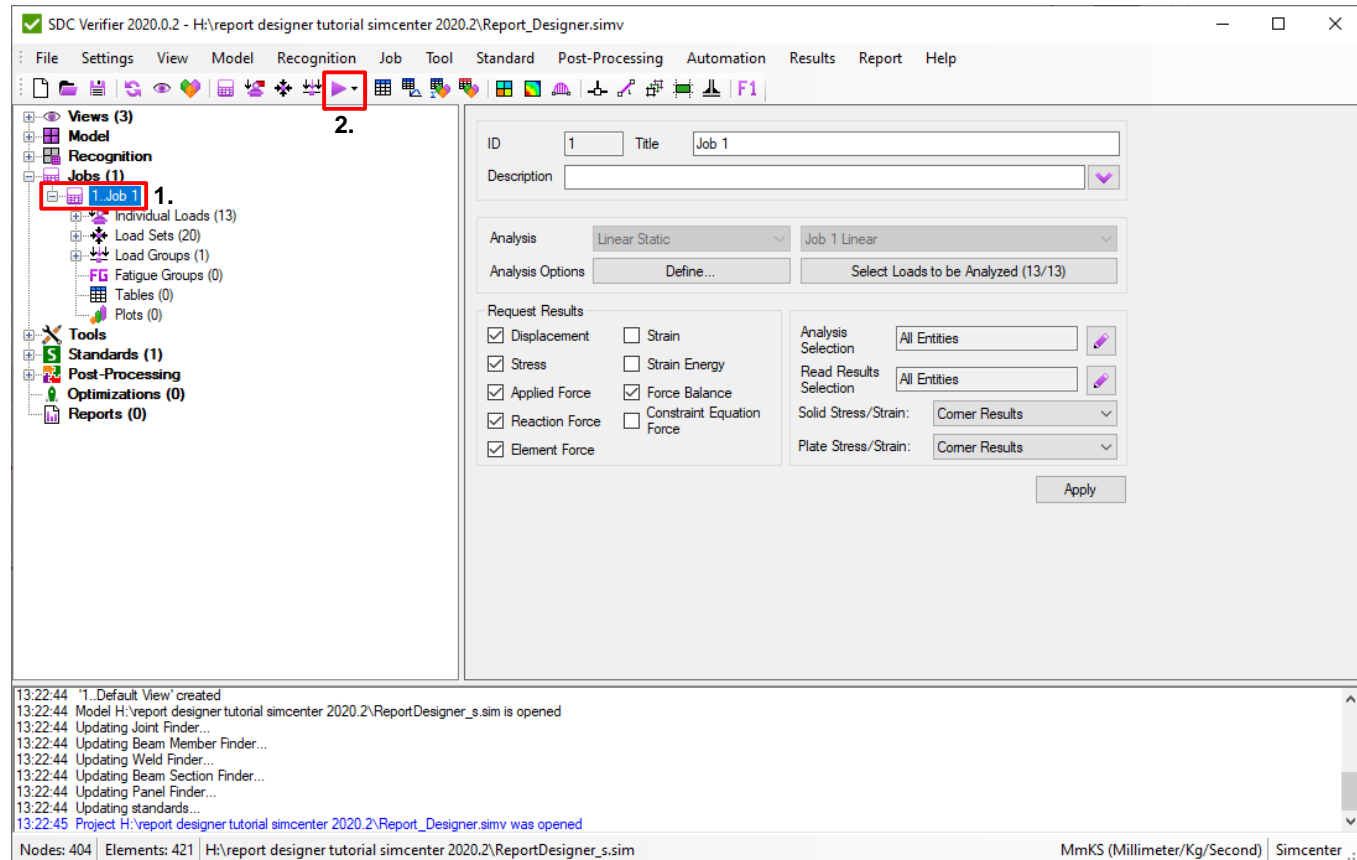 SDC Verifier 2020.0.2 - H:\report designer tutorial simcenter 2020.2\Report_Designer.simv
File Settings View Model Recognition Job Tool Standard Post-Processing Automation Results Report Help
F1
2.
Views (3)
Model
Recognition
Jobs (1)
1..Job 1 1.
Individual Loads (13)
Load Sets (20)
Load Groups (1)
FG Fatigue Groups (0)
Tables (0)
Plots (0)
Tools
S Standards (1)
Post-Processing
Optimizations (0)
Reports (0)
ID 1 Title Job 1
Description
Analysis Linear Static Job 1 Linear
Analysis Options Define... Select Loads to be Analyzed (13/13)
Request Results
Displacement Strain
Stress Strain Energy
Applied Force Force Balance
Reaction Force Constraint Equation
Force
Element Force
Analysis
Selection All Entities
Read Results
Selection All Entities
Solid Stress/Strain: Corner Results
Plate Stress/Strain: Corner Results
Apply
13:22:44 '1..Default View' created
13:22:44 Model H:\report designer tutorial simcenter 2020.2\ReportDesigner_s.sim is opened
13:22:44 Updating Joint Finder...
13:22:44 Updating Beam Member Finder...
13:22:44 Updating Weld Finder...
13:22:44 Updating Beam Section Finder...
13:22:44 Updating Panel Finder...
13:22:44 Updating standards...
13:22:45 Project H:\report designer tutorial simcenter 2020.2\Report_Designer.simv was opened
Nodes: 404 Elements: 421 H:\report designer tutorial simcenter 2020.2\ReportDesigner_s.sim MmKS (Millimeter/Kg/Second) Simcenter